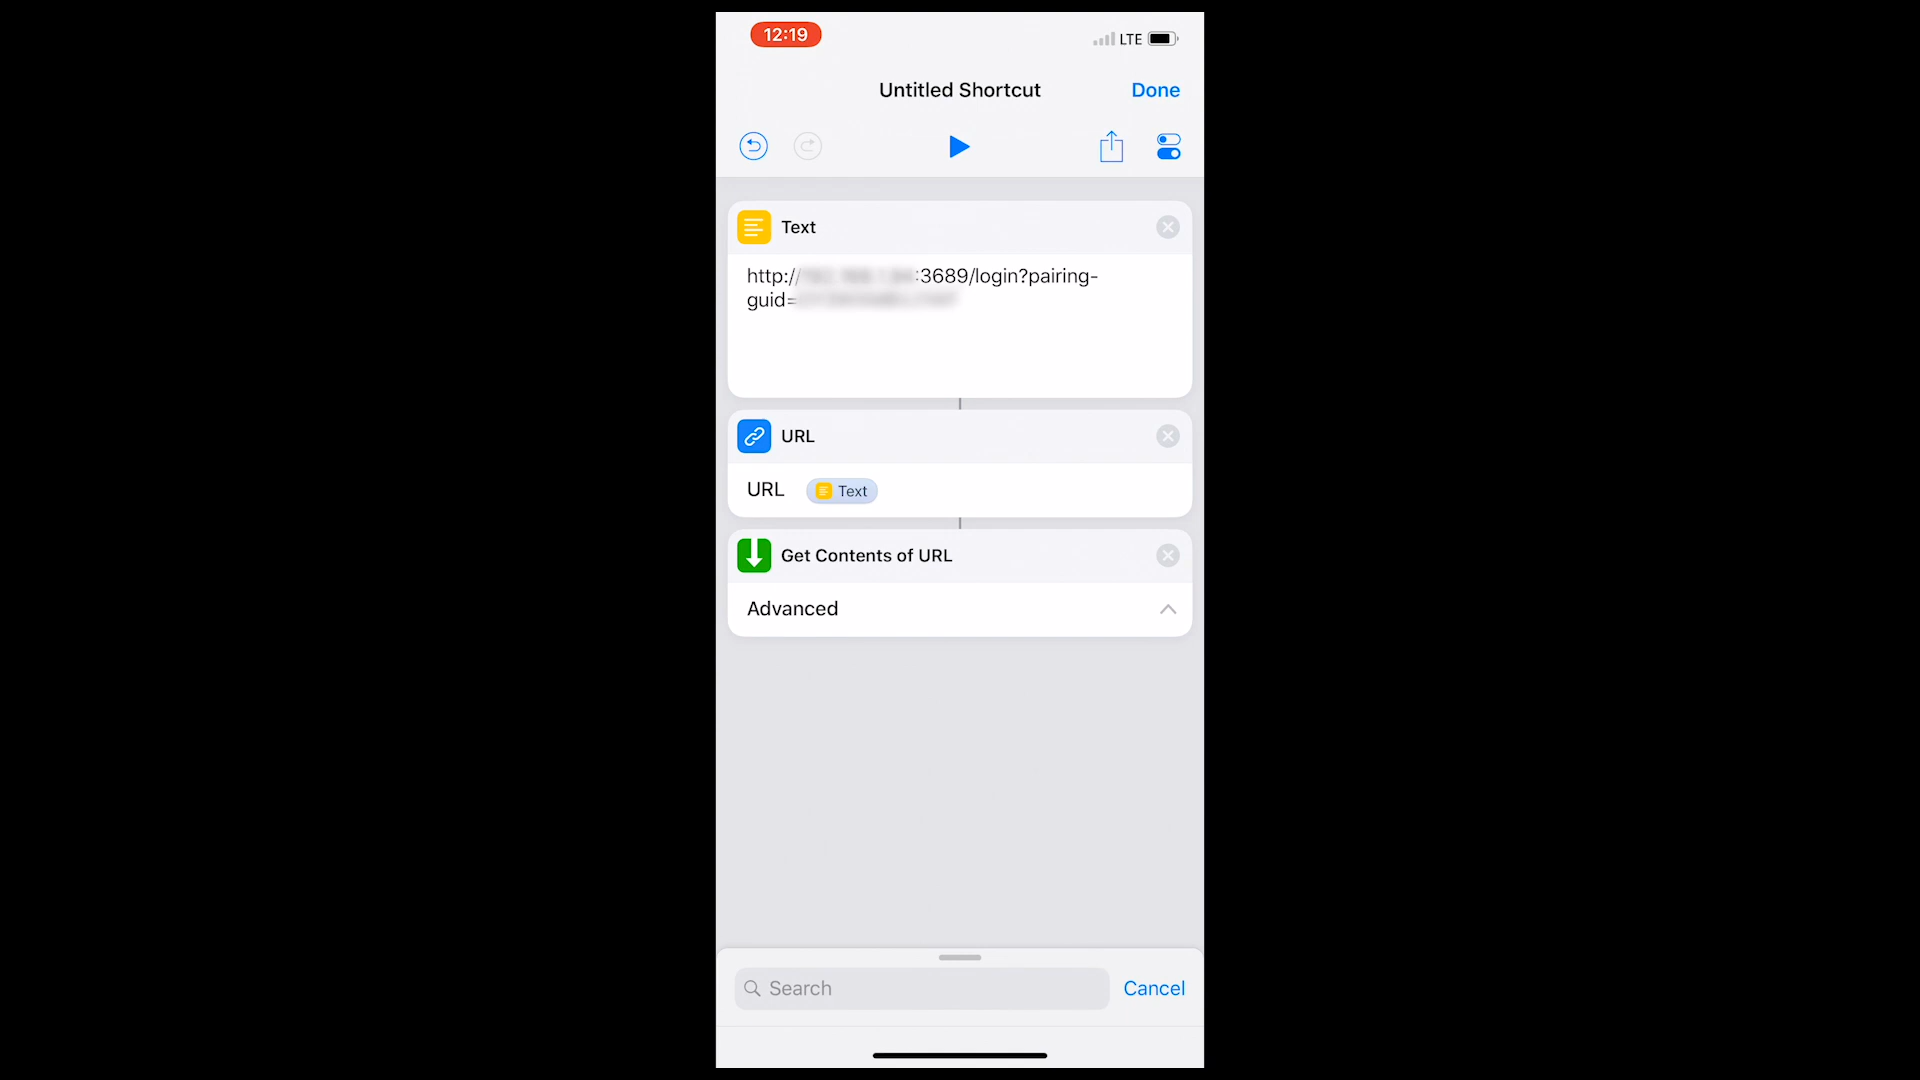 12:19
LTE
Untitled Shortcut
Done
Text
http:// :3689/login?pairing-
guid=
URL
URL Text
Get Contents of URL
Advanced
Search
Cancel